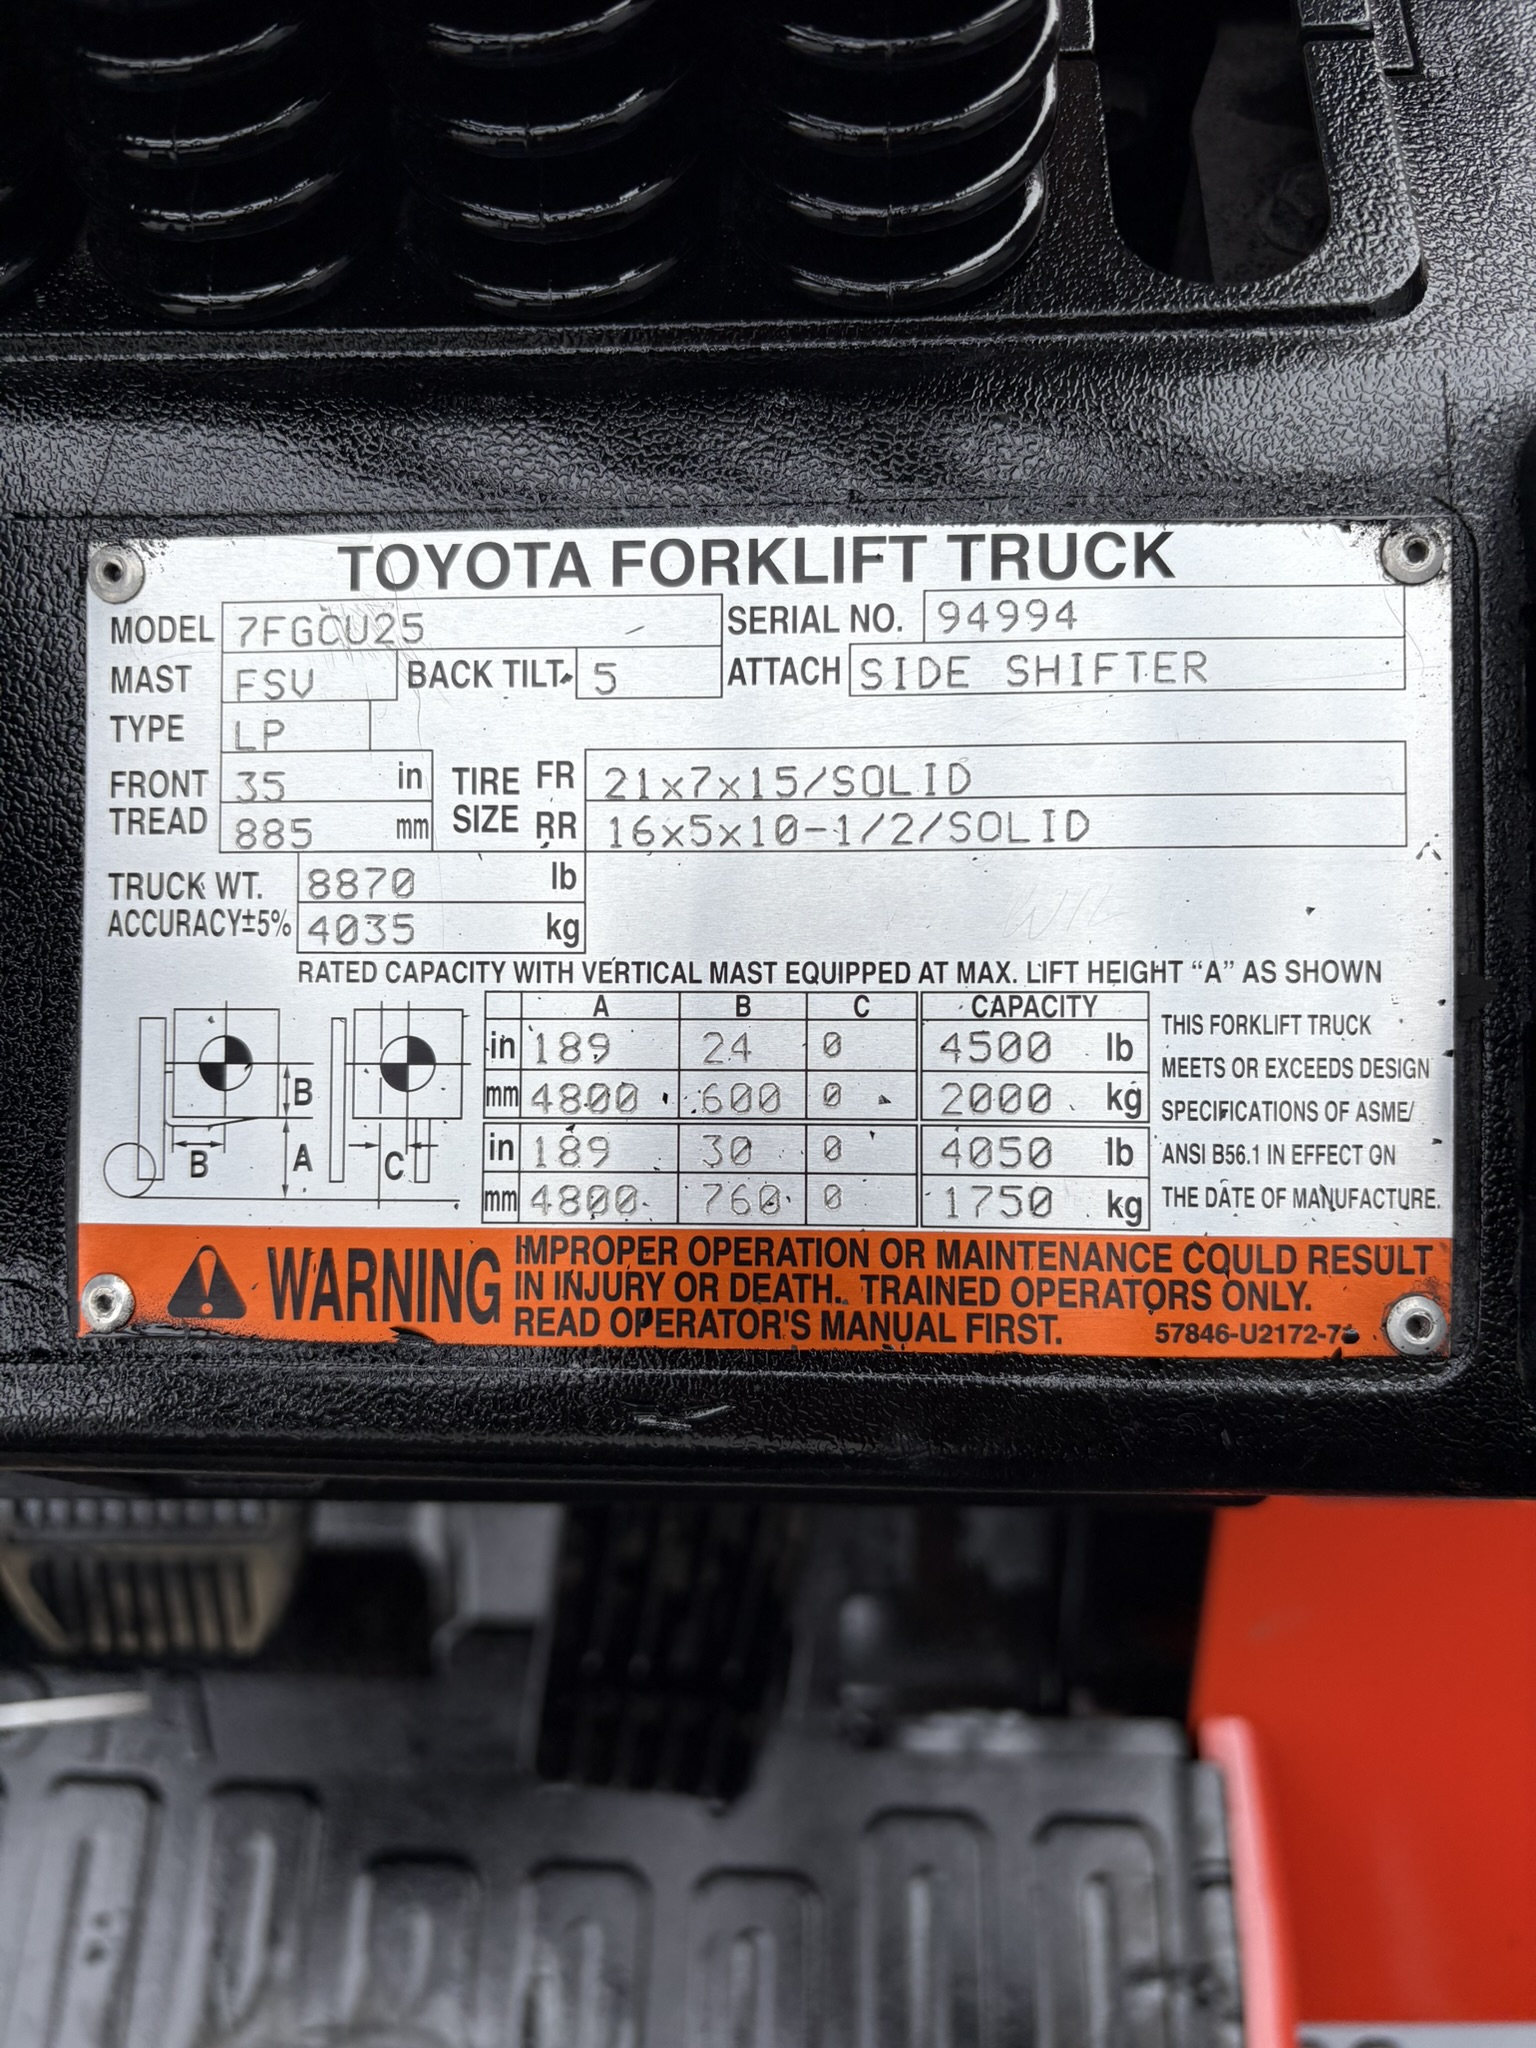 TOYOTA FORKLIFT TRUCK
MODEL 7FGCU25 SERIAL NO. 94994
MAST FSV BACK TILT 5 ATTACH SIDE SHIFTER
TYPE LP
FRONT TREAD 35 in TIRE SIZE FR 21x7x15/SOLID
885 mm RR 16x5x10-1/2/SOLID
TRUCK WT. 8870 lb
ACCURACY±5% 4035 kg
RATED CAPACITY WITH VERTICAL MAST EQUIPPED AT MAX. LIFT HEIGHT “A” AS SHOWN
A B C CAPACITY
in 189 24 0 4500 lb
mm 4800 600 0 2000 kg
in 189 30 0 4050 lb
mm 4800 760 0 1750 kg
B
B
A
C
THIS FORKLIFT TRUCK
MEETS OR EXCEEDS DESIGN
SPECIFICATIONS OF ASME/
ANSI B56.1 IN EFFECT ON
THE DATE OF MANUFACTURE.
WARNING
IMPROPER OPERATION OR MAINTENANCE COULD RESULT
IN INJURY OR DEATH. TRAINED OPERATORS ONLY.
READ OPERATOR'S MANUAL FIRST.